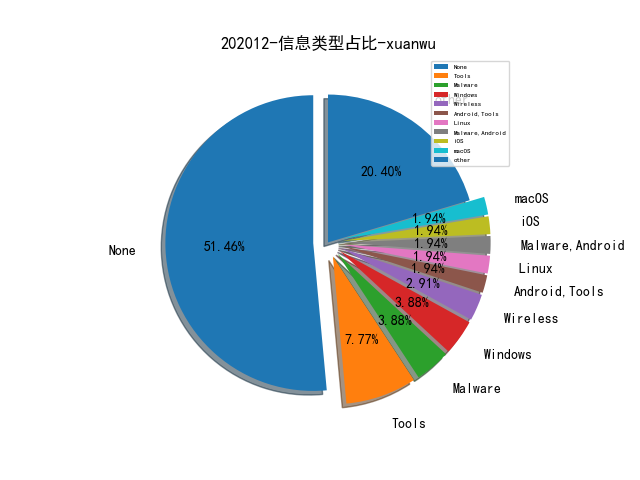 202012-信息类型占比-xuanwu
None
Tools
Malware
Windows
Wireless
Android,Tools
Linux
Malware,Android
iOS
macOS
other
20.40%
macOS
1.94%
iOS
1.94%
Malware,Android
1.94%
None
51.46%
Linux
1.94%
Android,Tools
1.94%
Wireless
2.91%
Windows
3.88%
Malware
3.88%
Tools
7.77%